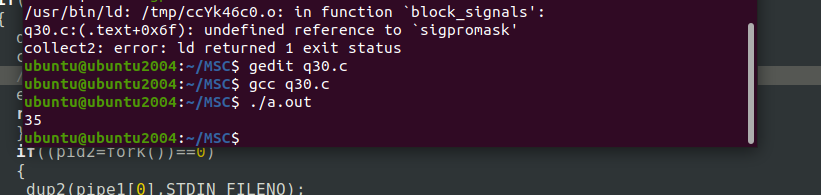 /usr/bin/ld: /tmp/ccYk46c0.o: in function `block_signals':
q30.c:(.text+0x6f): undefined reference to `sigpromask'
collect2: error: ld returned 1 exit status
ubuntu@ubuntu2004:~/MSC$ gedit q30.c
ubuntu@ubuntu2004:~/MSC$ gcc q30.c
ubuntu@ubuntu2004:~/MSC$ ./a.out
35
ubuntu@ubuntu2004:~/MSC$
if((pid2=fork())==0)
{
dup2(pipe1[0],STDIN_FILENO);